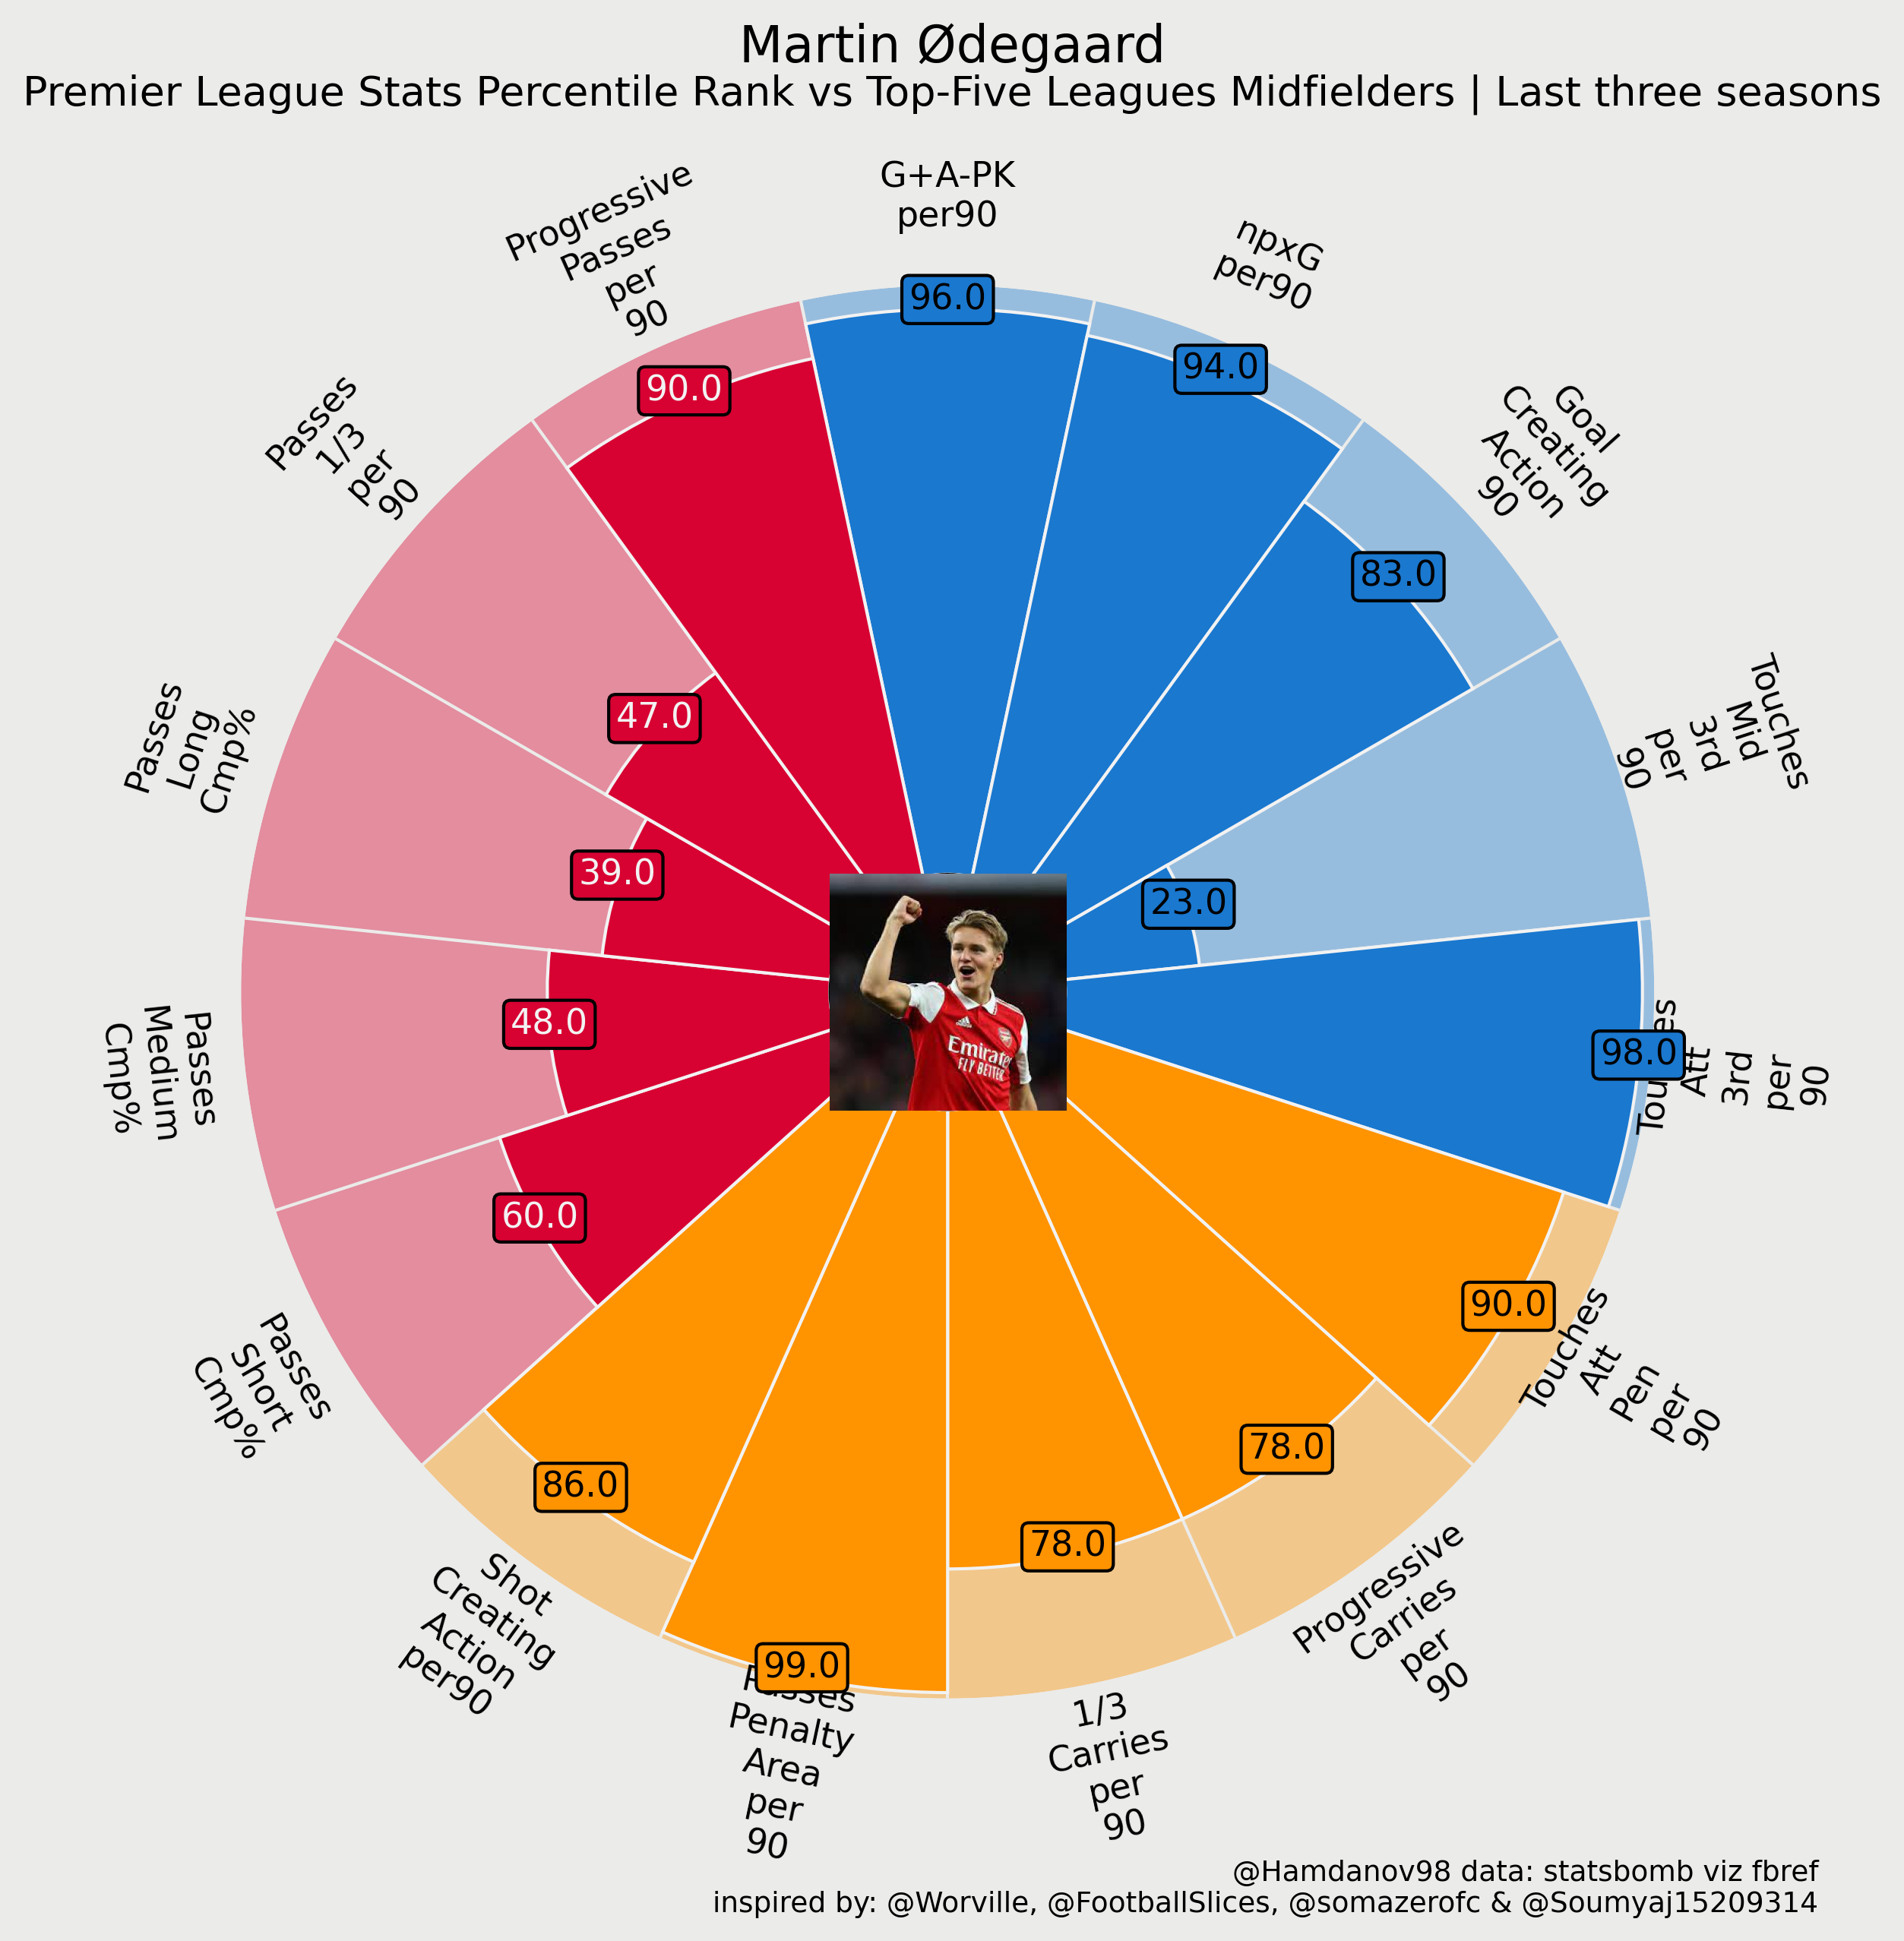 Martin Ødegaard
Premier League Stats Percentile Rank vs Top-Five Leagues Midfielders | Last three seasons
G+A-PK
per90
96.0
npxG
per90
94.0
Goal
Creating
Action
90
83.0
Touches
Mid
3rd
per
90
23.0
Touches
Att
3rd
per
90
98.0
Touches
Att
Pen
per
90
90.0
Progressive
Carries
per
90
78.0
1/3
Carries
per
90
78.0
Passes
Penalty
Area
per
90
99.0
Shot
Creating
Action
per90
86.0
Passes
Short
Cmp%
60.0
Passes
Medium
Cmp%
48.0
Passes
Long
Cmp%
39.0
Passes
1/3
per
90
47.0
Progressive
Passes
per
90
90.0
Emirates
FLY BETTER
@Hamdanov98 data: statsbomb viz fbref
inspired by: @Worville, @FootballSlices, @somazerofc & @Soumyaj15209314